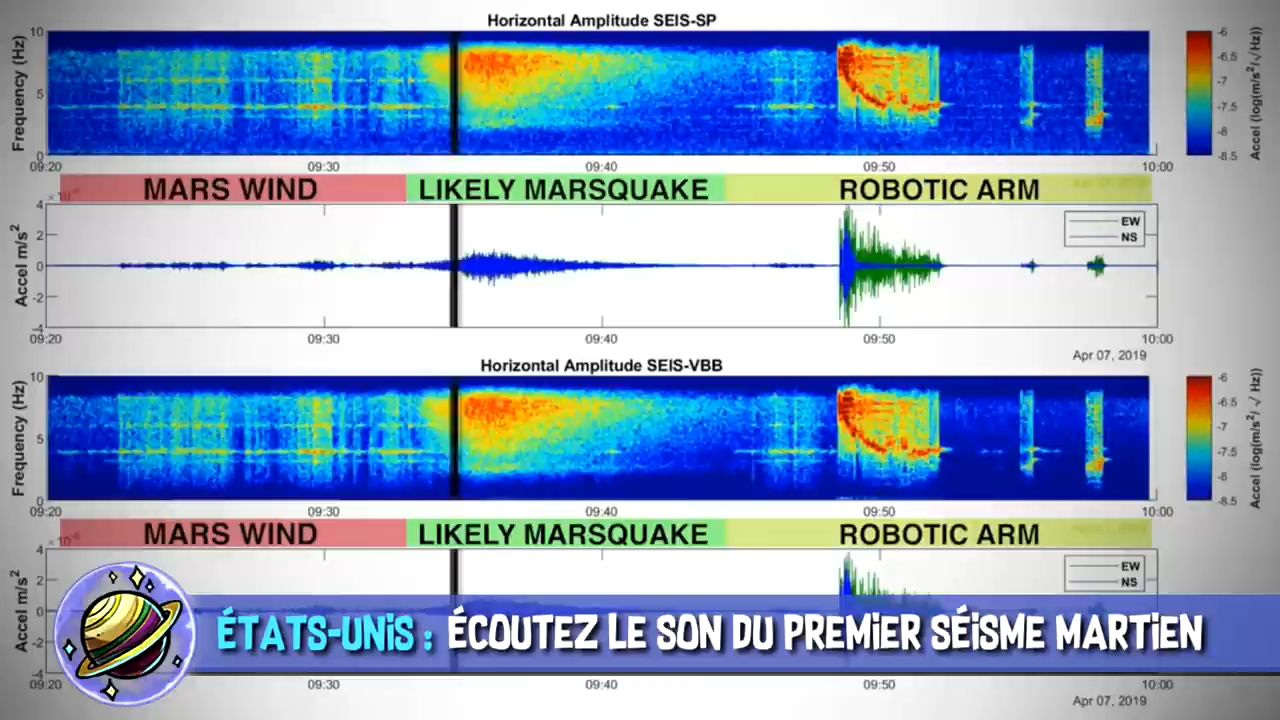 Horizontal Amplitude SEIS-SP
Frequency (Hz)
10
5
0
09:20 09:30 09:40 09:50 10:00
-6
-6.5
-7
-7.5
-8
-8.5
Accel (log(m/s²/√Hz))
MARS WIND LIKELY MARSQUAKE ROBOTIC ARM
Accel m/s²
4
2
0
-2
-4
EW
NS
09:20 09:30 09:40 09:50 10:00
Apr 07, 2019
Horizontal Amplitude SEIS-VBB
Frequency (Hz)
10
5
0
09:20 09:30 09:40 09:50 10:00
-6
-6.5
-7
-7.5
-8
-8.5
Accel (log(m/s²/√Hz))
MARS WIND LIKELY MARSQUAKE ROBOTIC ARM
Accel m/s²
4
2
0
-2
-4
EW
NS
ÉTATS-UNIS : ÉCOUTEZ LE SON DU PREMIER SÉISME MARTIEN
09:20 09:30 09:40 09:50 10:00
Apr 07, 2019